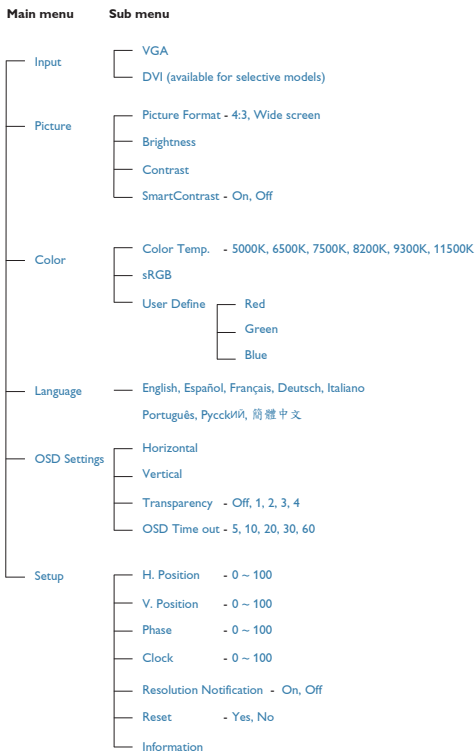 Main menu Sub menu
Input
VGA
DVI (available for selective models)
Picture
Picture Format - 4:3, Wide screen
Brightness
Contrast
SmartContrast - On, Off
Color
Color Temp. - 5000K, 6500K, 7500K, 8200K, 9300K, 11500K
sRGB
User Define
Red
Green
Blue
Language
English, Español, Français, Deutsch, Italiano
Português, РусскИЙ, 简體中文
OSD Settings
Horizontal
Vertical
Transparency - Off, 1, 2, 3, 4
OSD Time out - 5, 10, 20, 30, 60
Setup
H. Position - 0 ~ 100
V. Position - 0 ~ 100
Phase - 0 ~ 100
Clock - 0 ~ 100
Resolution Notification - On, Off
Reset - Yes, No
Information